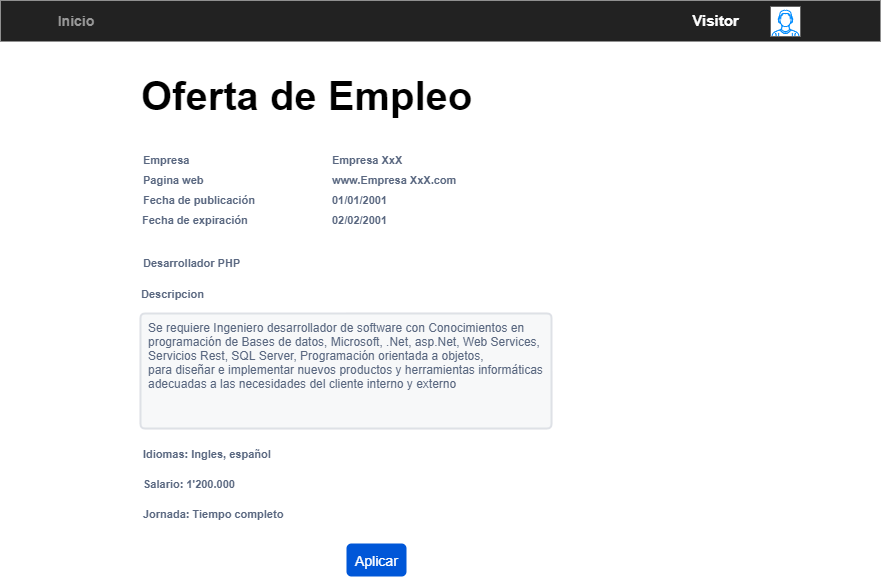 Inicio
Visitor
Oferta de Empleo
Empresa Empresa XxX
Pagina web www.Empresa XxX.com
Fecha de publicación 01/01/2001
Fecha de expiración 02/02/2001
Desarrollador PHP
Descripcion
Se requiere Ingeniero desarrollador de software con Conocimientos en
programación de Bases de datos, Microsoft, .Net, asp.Net, Web Services,
Servicios Rest, SQL Server, Programación orientada a objetos,
para diseñar e implementar nuevos productos y herramientas informáticas
adecuadas a las necesidades del cliente interno y externo
Idiomas: Ingles, español
Salario: 1'200.000
Jornada: Tiempo completo
Aplicar